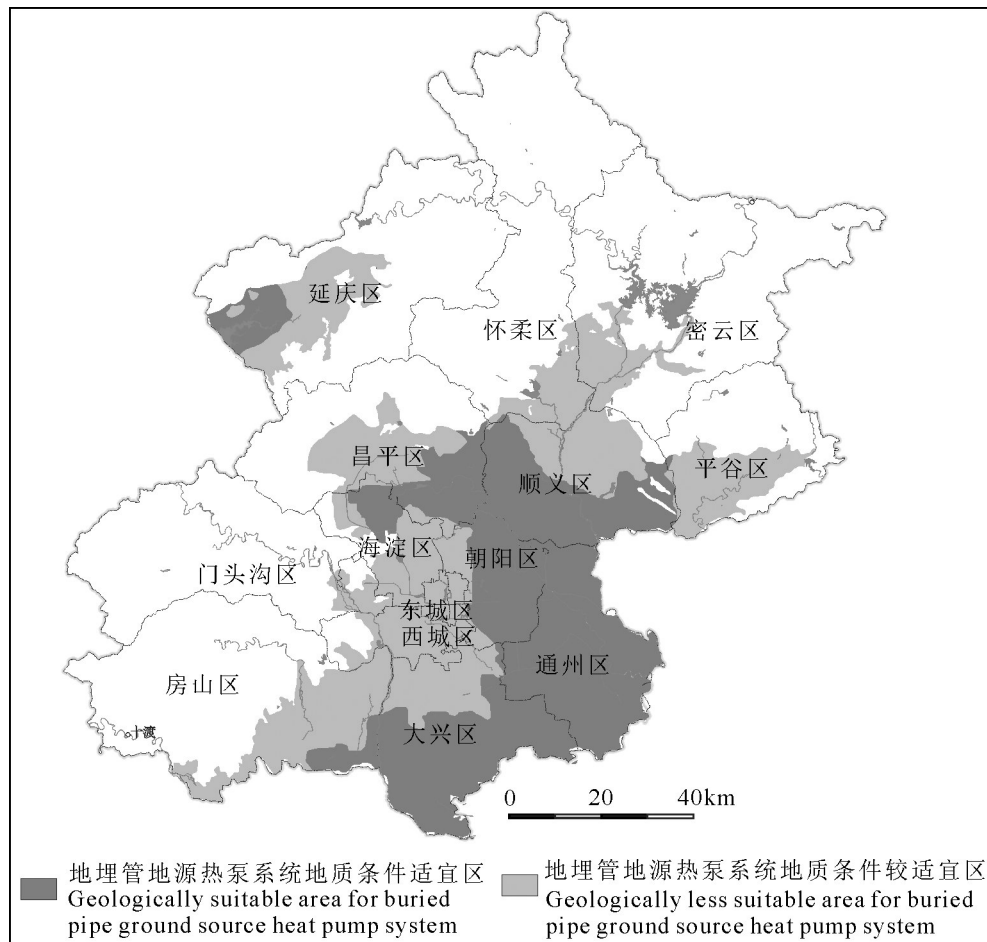 延庆区
怀柔区
密云区
昌平区
顺义区
平谷区
海淀区
朝阳区
门头沟区
东城区
西城区
通州区
房山区
大兴区
十渡
0 20 40km
地埋管地源热泵系统地质条件适宜区
Geologically suitable area for buried
pipe ground source heat pump system
地埋管地源热泵系统地质条件较适宜区
Geologically less suitable area for buried
pipe ground source heat pump system